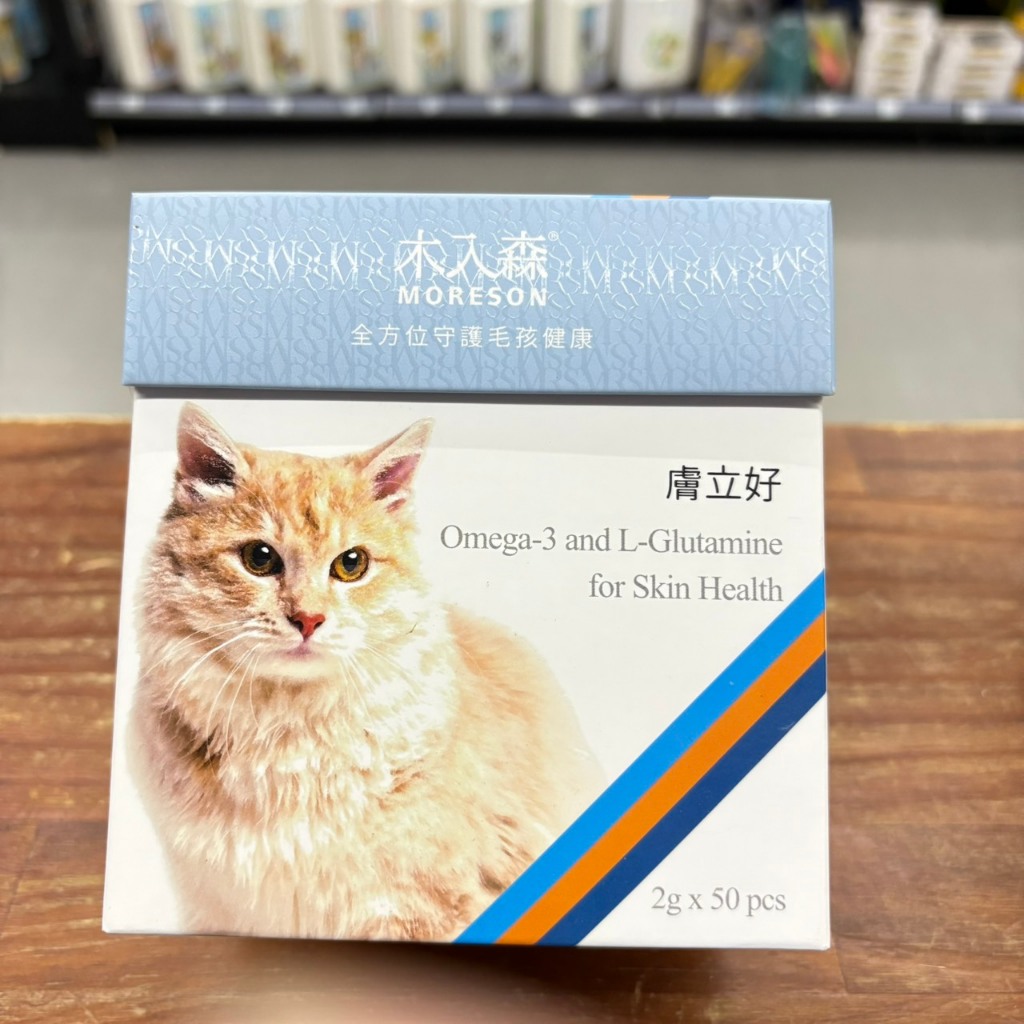 木入森®
MORESON
全方位守護毛孩健康
膚立好
Omega-3 and L-Glutamine
for Skin Health
2g x 50 pcs